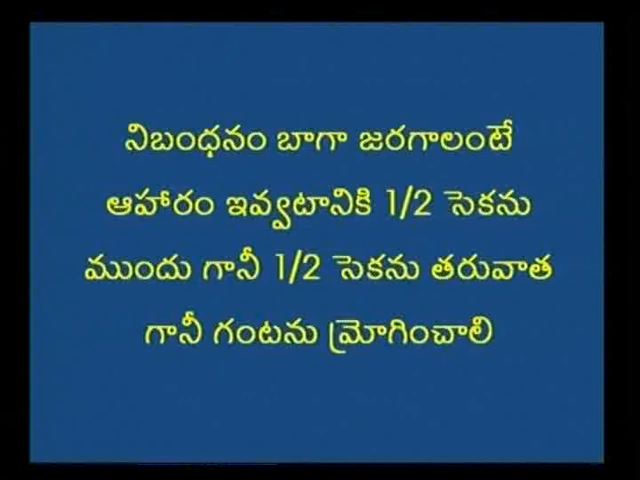 నిబంధనం బాగా జరగాలంటే
ఆహారం ఇవ్వటానికి 1/2 సెకను
ముందు గానీ 1/2 సెకను తరువాత
గానీ గంటను మ్రోగించాలి